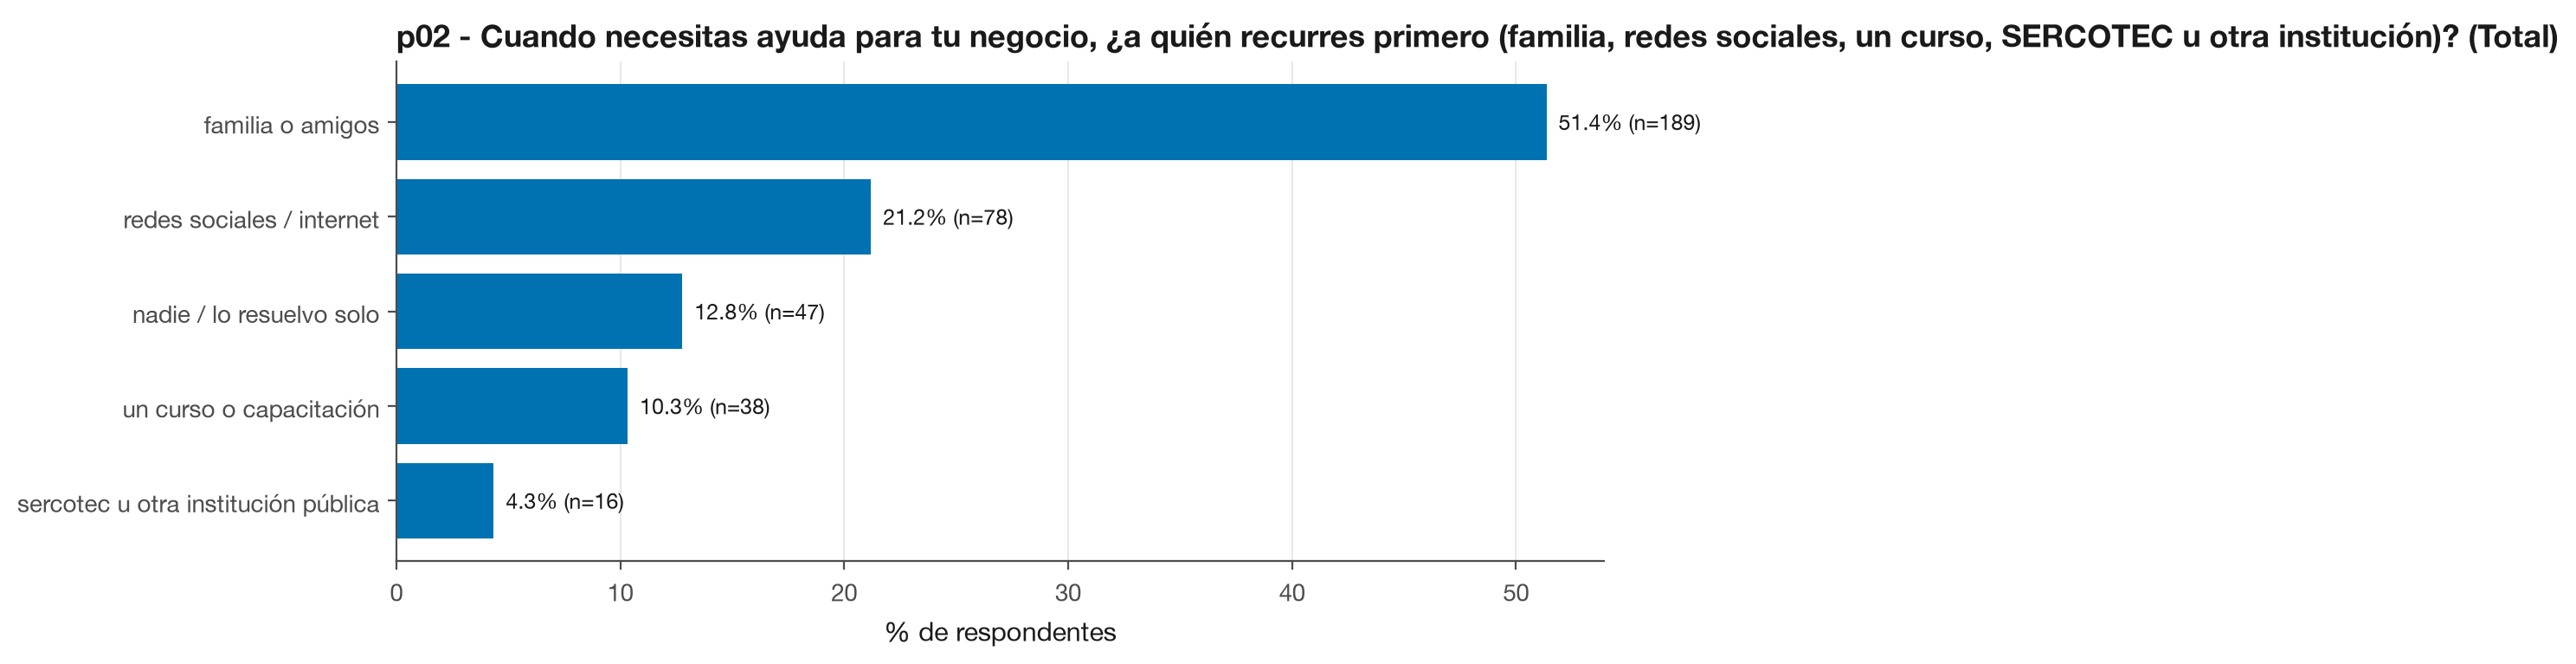 p02 - Cuando necesitas ayuda para tu negocio, ¿a quién recurres primero (familia, redes sociales, un curso, SERCOTEC u otra institución)? (Total)
familia o amigos
51.4% (n=189)
redes sociales / internet
21.2% (n=78)
nadie / lo resuelvo solo
12.8% (n=47)
un curso o capacitación
10.3% (n=38)
sercotec u otra institución pública
4.3% (n=16)
0 10 20 30 40 50
% de respondentes